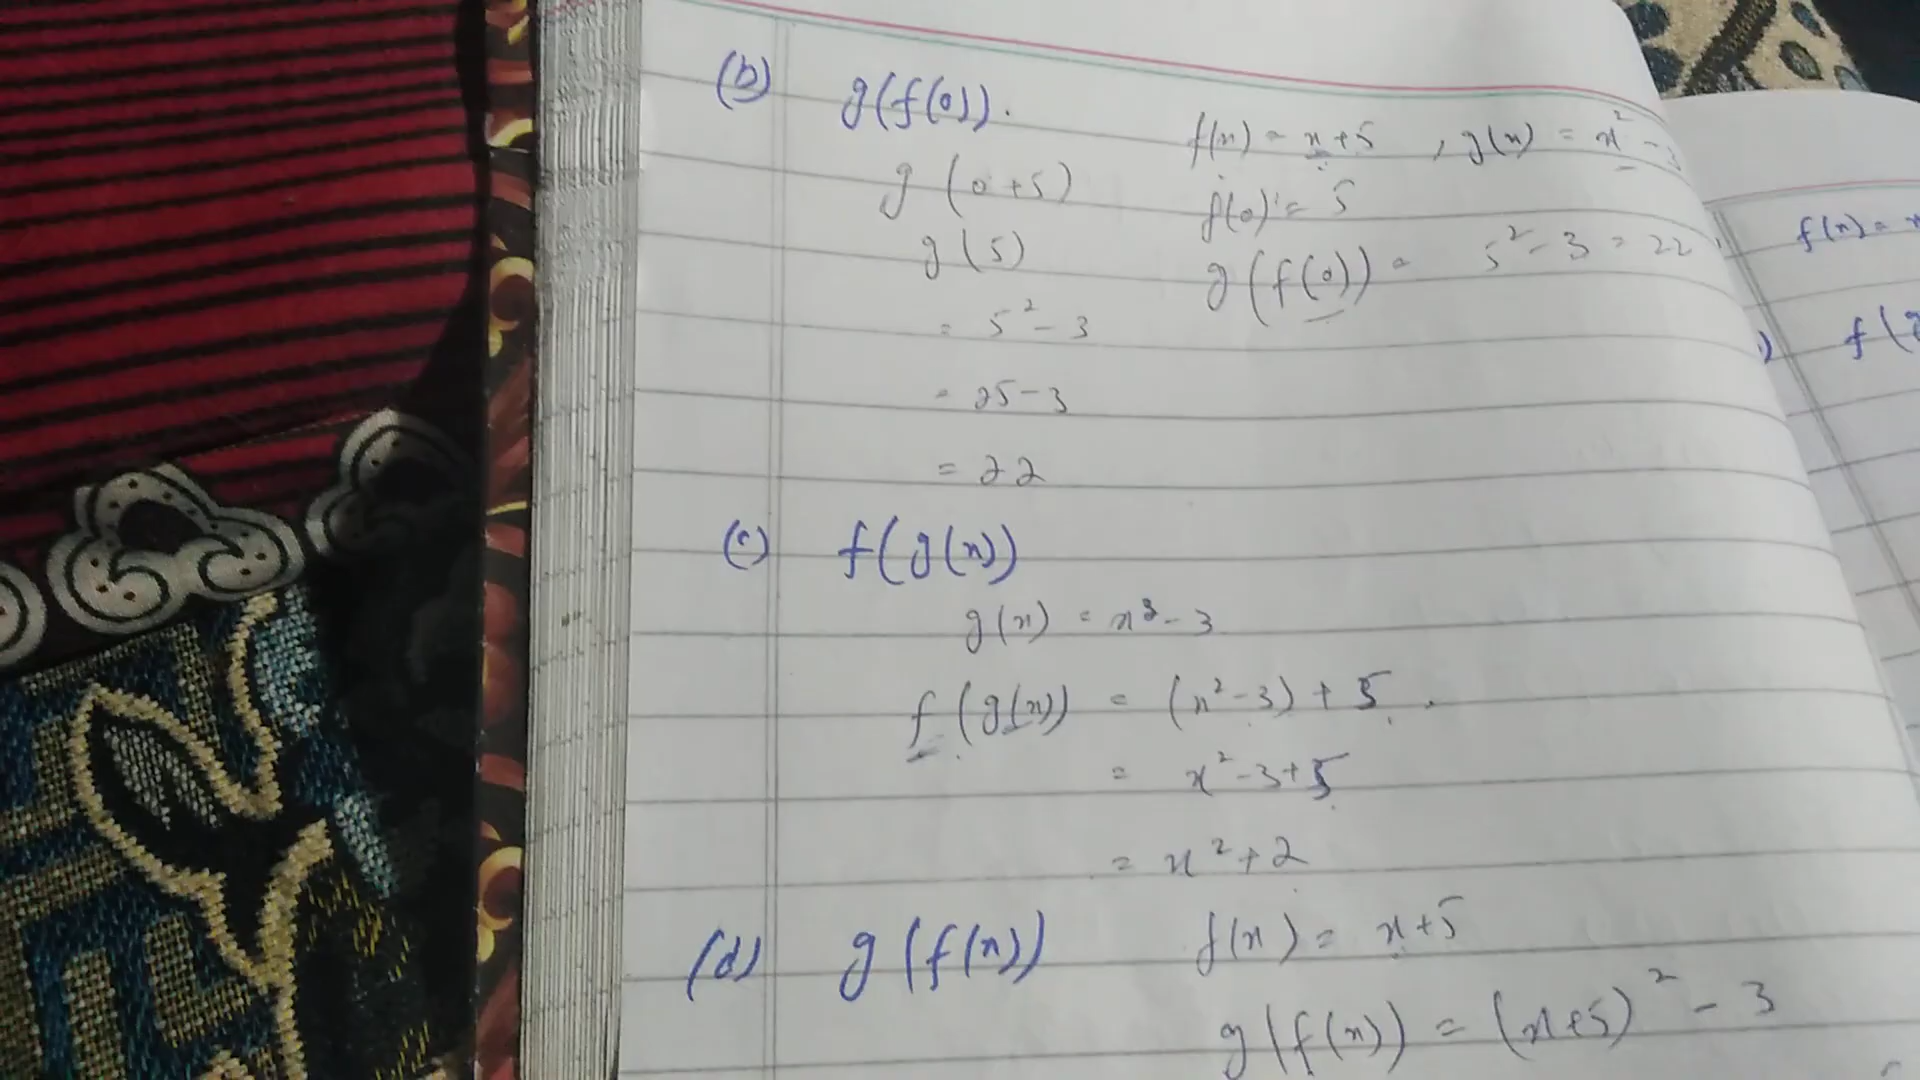 (b) g(f(0)).
f(x) = x+5 , g(x) = x² - 3
g(0+5)
f(0) = 5
g(5)
g(f(0)) = 5² - 3 = 22
= 5² - 3
= 25 - 3
= 22
(c) f(g(x))
g(x) = x² - 3
f(g(x)) = (x² - 3) + 5
= x² - 3 + 5
= x² + 2
(d) g(f(x)) f(x) = x+5
g(f(x)) = (x+5)² - 3
f(x) =